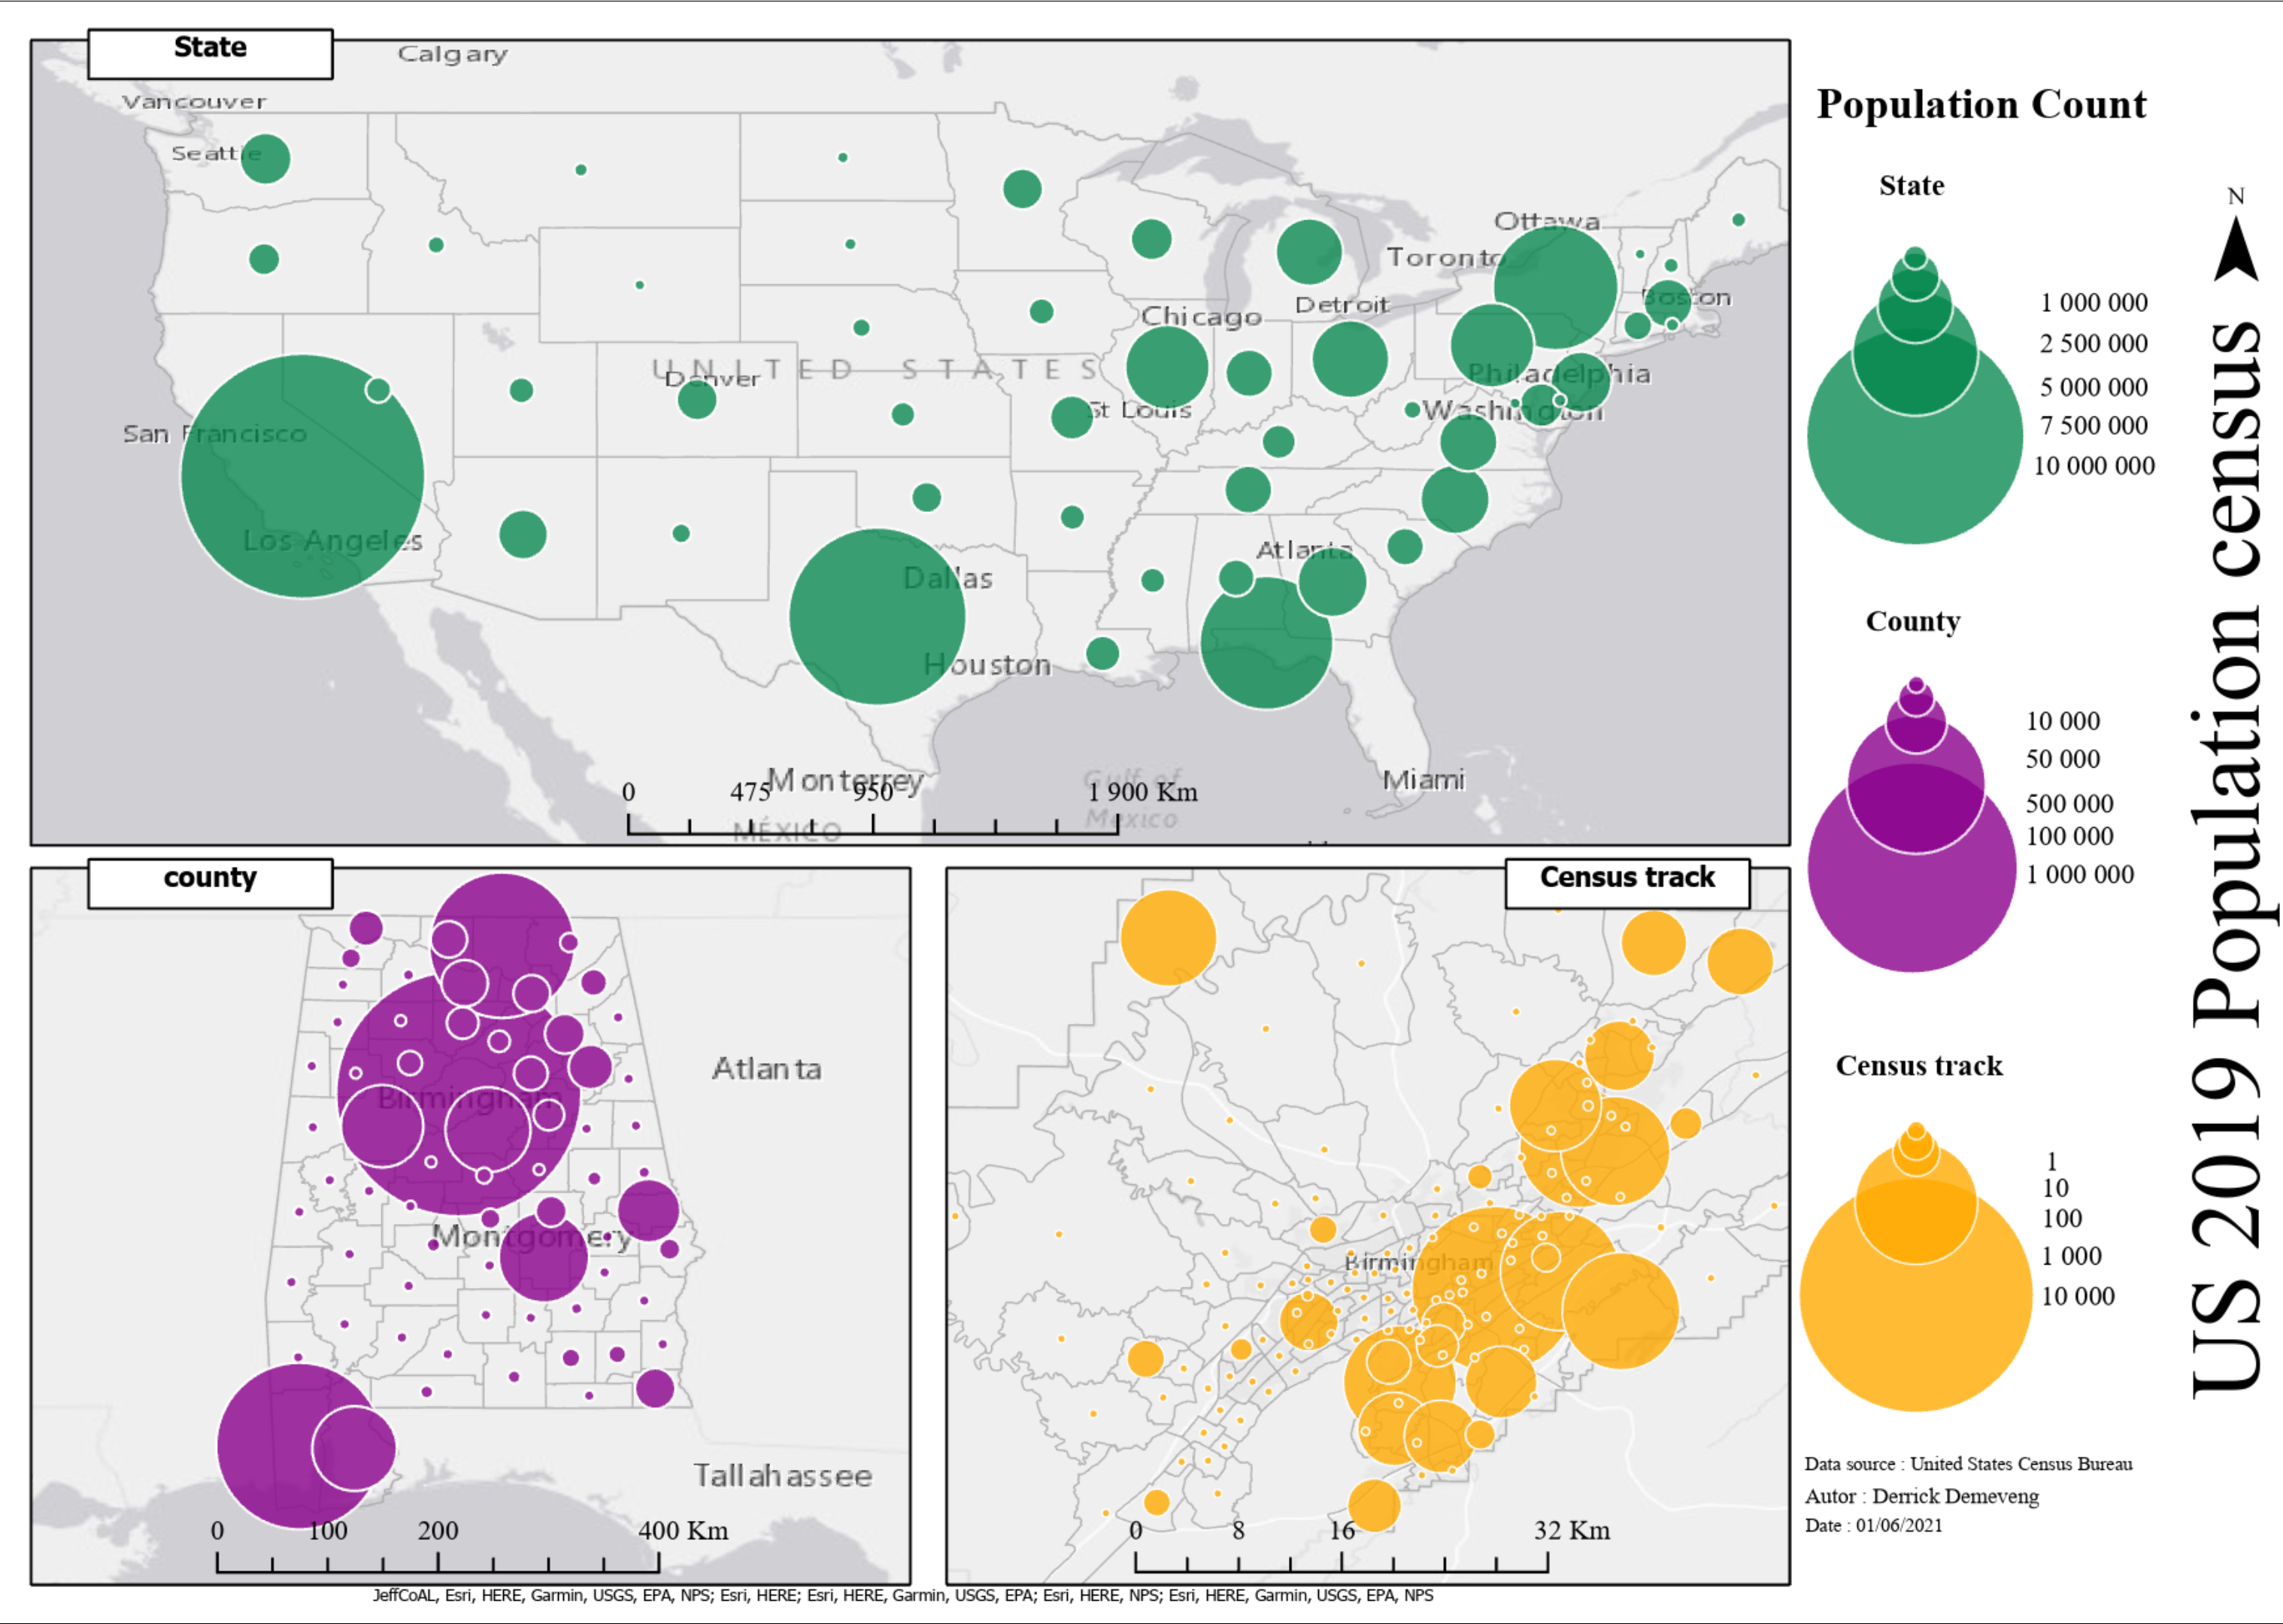 State
Calgary
Vancouver
Seattle
Ottawa
Toronto
Boston
Detroit
Chicago
UNITED STATES
Denver
Philadelphia
St Louis
Washington
San Francisco
Los Angeles
Atlanta
Dallas
Houston
Monterrey
Gulf of
Mexico
Miami
MÉXICO
0 475 950 1 900 Km
county
Atlanta
Birmingham
Montgomery
Tallahassee
0 100 200 400 Km
Census track
Birmingham
0 8 16 32 Km
Population Count
State
1 000 000
2 500 000
5 000 000
7 500 000
10 000 000
County
10 000
50 000
500 000
100 000
1 000 000
Census track
1
10
100
1 000
10 000
N
US 2019 Population census
Data source : United States Census Bureau
Autor : Derrick Demeveng
Date : 01/06/2021
JeffCoAL, Esri, HERE, Garmin, USGS, EPA, NPS; Esri, HERE; Esri, HERE, Garmin, USGS, EPA; Esri, HERE, NPS; Esri, HERE, Garmin, USGS, EPA, NPS